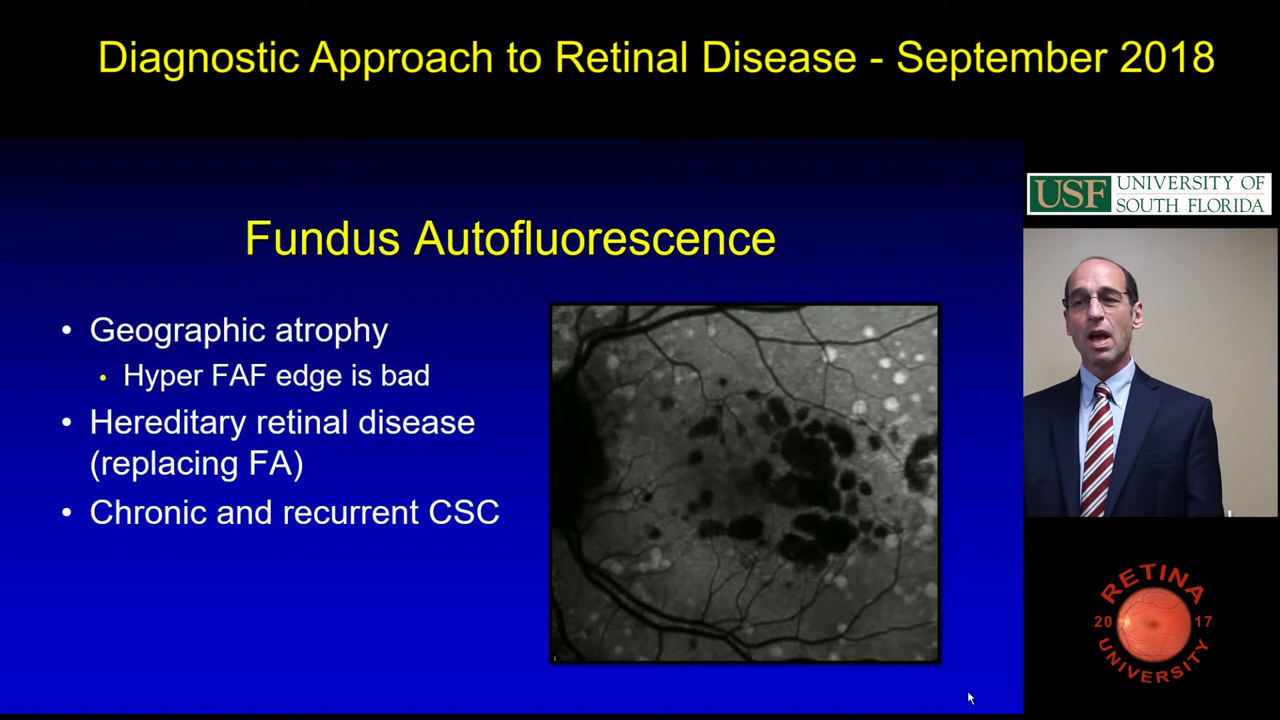 Diagnostic Approach to Retinal Disease - September 2018
USF UNIVERSITY OF
SOUTH FLORIDA
Fundus Autofluorescence
• Geographic atrophy
• Hyper FAF edge is bad
• Hereditary retinal disease
(replacing FA)
• Chronic and recurrent CSC
RETINA
20 17
UNIVERSITY